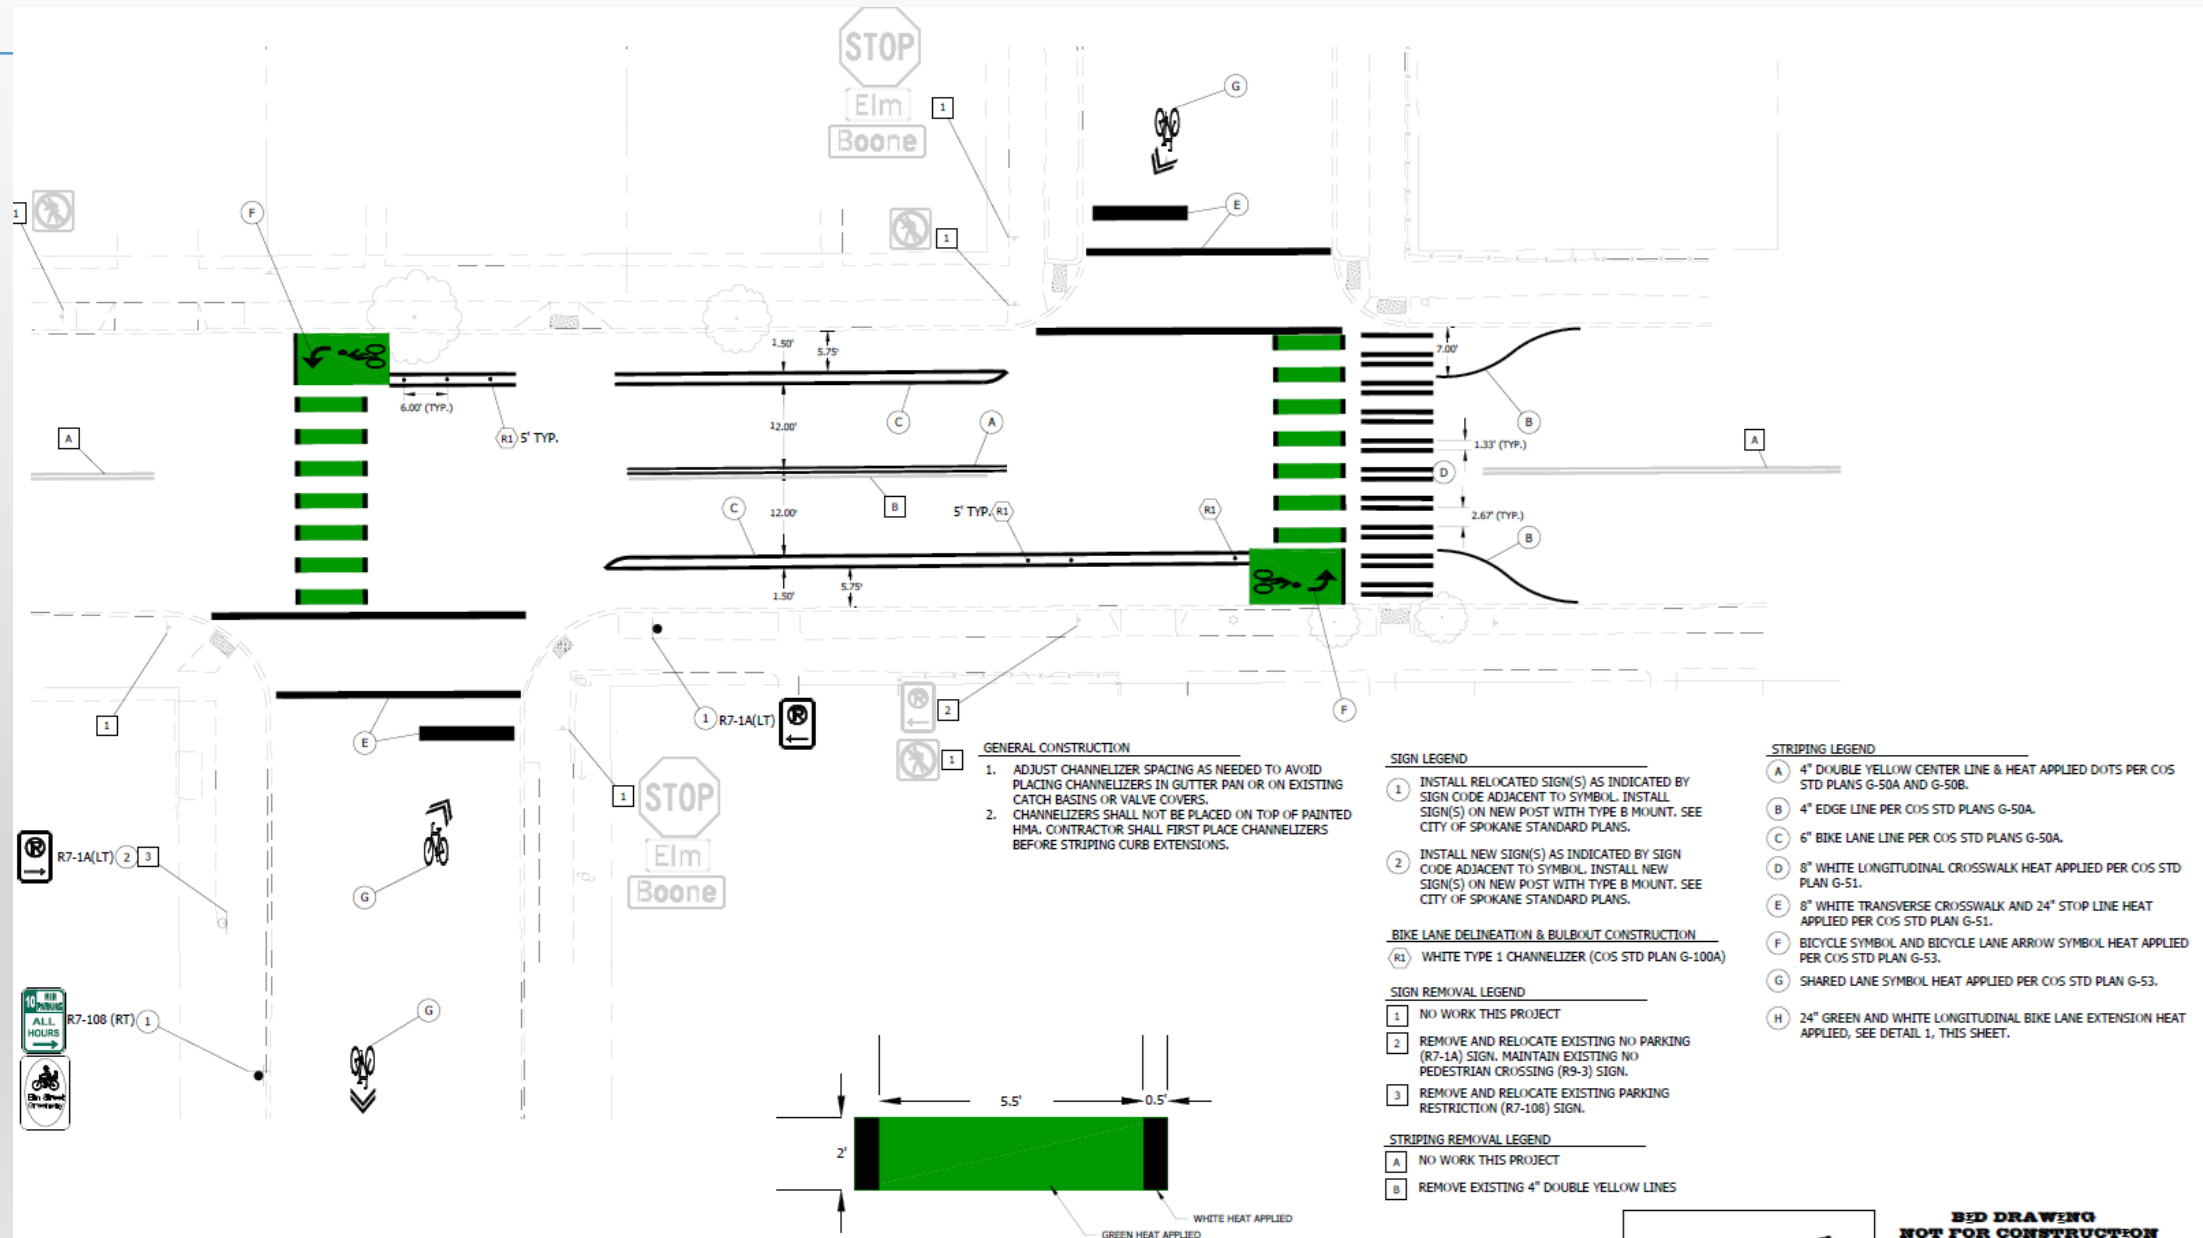 STOP
Elm
Boone
1
G
E
1
F
1
1
1.50'
5.75'
7.00'
6.00' (TYP.)
R1 5' TYP.
C
A
B
12.00'
A
1.33' (TYP.)
A
D
C
B
12.00'
5' TYP. R1
R1
2.67' (TYP.)
B
1.50'
5.75'
1
E
1 R7-1A(LT)
R
2
1
F
1
STOP
Elm
Boone
R
R7-1A(LT) 2 3
G
10 MIN
PARKING
ALL
HOURS
R7-108 (RT) 1
G
Elm Street
Greenway
GENERAL CONSTRUCTION
1. ADJUST CHANNELIZER SPACING AS NEEDED TO AVOID
PLACING CHANNELIZERS IN GUTTER PAN OR ON EXISTING
CATCH BASINS OR VALVE COVERS.
2. CHANNELIZERS SHALL NOT BE PLACED ON TOP OF PAINTED
HMA. CONTRACTOR SHALL FIRST PLACE CHANNELIZERS
BEFORE STRIPING CURB EXTENSIONS.
SIGN LEGEND
1 INSTALL RELOCATED SIGN(S) AS INDICATED BY
SIGN CODE ADJACENT TO SYMBOL. INSTALL
SIGN(S) ON NEW POST WITH TYPE B MOUNT. SEE
CITY OF SPOKANE STANDARD PLANS.
2 INSTALL NEW SIGN(S) AS INDICATED BY SIGN
CODE ADJACENT TO SYMBOL. INSTALL NEW
SIGN(S) ON NEW POST WITH TYPE B MOUNT. SEE
CITY OF SPOKANE STANDARD PLANS.
BIKE LANE DELINEATION & BULBOUT CONSTRUCTION
R1 WHITE TYPE 1 CHANNELIZER (COS STD PLAN G-100A)
SIGN REMOVAL LEGEND
1 NO WORK THIS PROJECT
2 REMOVE AND RELOCATE EXISTING NO PARKING
(R7-1A) SIGN. MAINTAIN EXISTING NO
PEDESTRIAN CROSSING (R9-3) SIGN.
3 REMOVE AND RELOCATE EXISTING PARKING
RESTRICTION (R7-108) SIGN.
STRIPING REMOVAL LEGEND
A NO WORK THIS PROJECT
B REMOVE EXISTING 4" DOUBLE YELLOW LINES
STRIPING LEGEND
A 4" DOUBLE YELLOW CENTER LINE & HEAT APPLIED DOTS PER COS
STD PLANS G-50A AND G-50B.
B 4" EDGE LINE PER COS STD PLANS G-50A.
C 6" BIKE LANE LINE PER COS STD PLANS G-50A.
D 8" WHITE LONGITUDINAL CROSSWALK HEAT APPLIED PER COS STD
PLAN G-51.
E 8" WHITE TRANSVERSE CROSSWALK AND 24" STOP LINE HEAT
APPLIED PER COS STD PLAN G-51.
F BICYCLE SYMBOL AND BICYCLE LANE ARROW SYMBOL HEAT APPLIED
PER COS STD PLAN G-53.
G SHARED LANE SYMBOL HEAT APPLIED PER COS STD PLAN G-53.
H 24" GREEN AND WHITE LONGITUDINAL BIKE LANE EXTENSION HEAT
APPLIED, SEE DETAIL 1, THIS SHEET.
5.5'
0.5'
2'
WHITE HEAT APPLIED
GREEN HEAT APPLIED
BID DRAWING
NOT FOR CONSTRUCTION